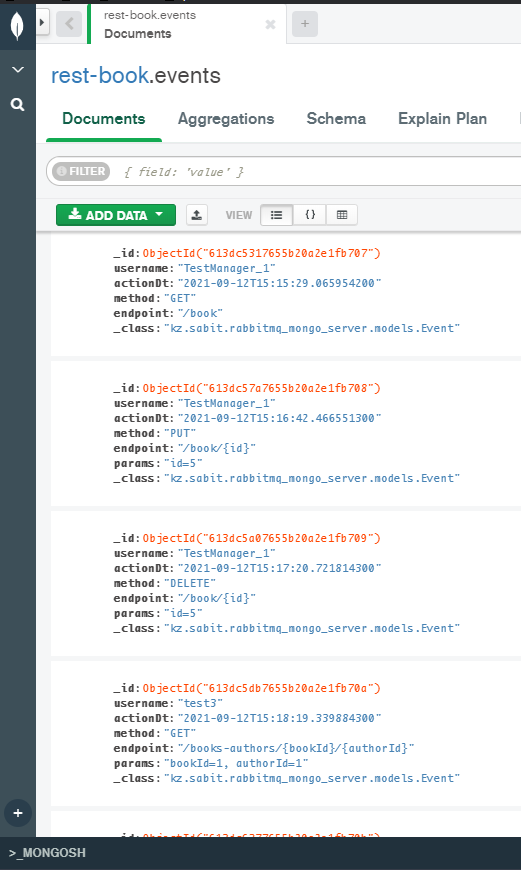 rest-book.events
Documents
rest-book.events
Documents Aggregations Schema Explain Plan
FILTER { field: 'value' }
ADD DATA VIEW { }
_id: ObjectId("613dc5317655b20a2e1fb707")
username: "TestManager_1"
actionDt: "2021-09-12T15:15:29.065954200"
method: "GET"
endpoint: "/book"
_class: "kz.sabit.rabbitmq_mongo_server.models.Event"
_id: ObjectId("613dc57a7655b20a2e1fb708")
username: "TestManager_1"
actionDt: "2021-09-12T15:16:42.466551300"
method: "PUT"
endpoint: "/book/{id}"
params: "id=5"
_class: "kz.sabit.rabbitmq_mongo_server.models.Event"
_id: ObjectId("613dc5a07655b20a2e1fb709")
username: "TestManager_1"
actionDt: "2021-09-12T15:17:20.721814300"
method: "DELETE"
endpoint: "/book/{id}"
params: "id=5"
_class: "kz.sabit.rabbitmq_mongo_server.models.Event"
_id: ObjectId("613dc5db7655b20a2e1fb70a")
username: "test3"
actionDt: "2021-09-12T15:18:19.339884300"
method: "GET"
endpoint: "/books-authors/{bookId}/{authorId}"
params: "bookId=1, authorId=1"
_class: "kz.sabit.rabbitmq_mongo_server.models.Event"
>_MONGOSH